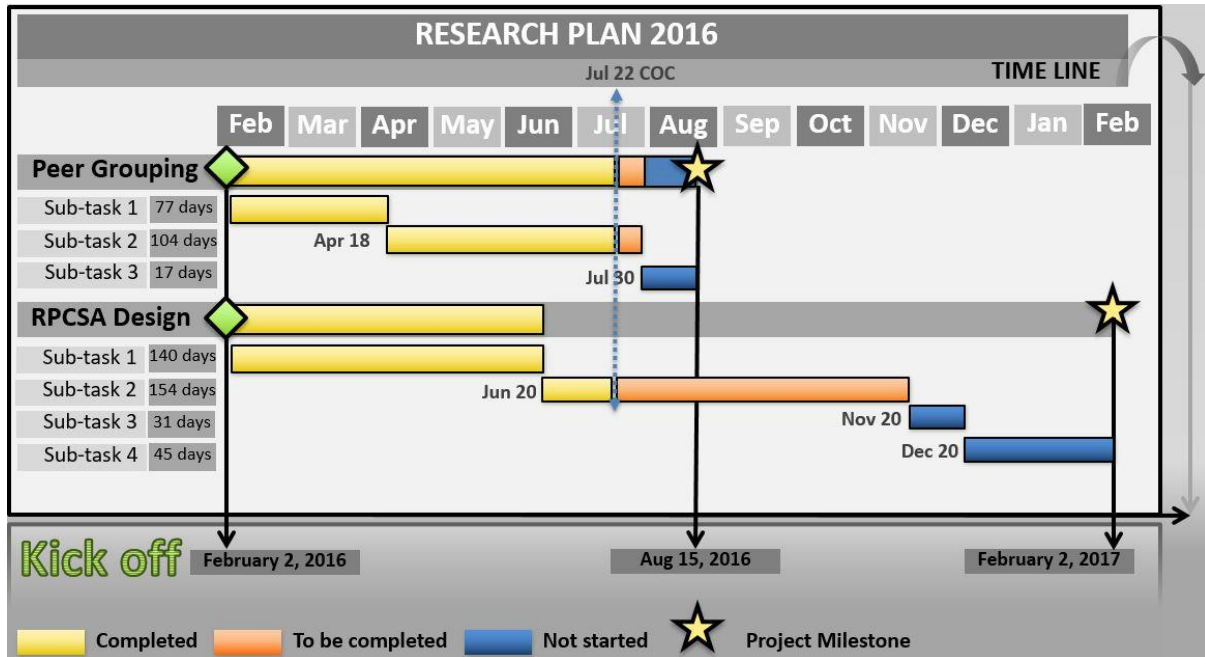 RESEARCH PLAN 2016
Jul 22 COC
TIME LINE
Feb Mar Apr May Jun Jul Aug Sep Oct Nov Dec Jan Feb
Peer Grouping
Sub-task 1 77 days
Sub-task 2 104 days Apr 18
Sub-task 3 17 days Jul 30
RPCSA Design
Sub-task 1 140 days
Sub-task 2 154 days Jun 20
Sub-task 3 31 days Nov 20
Sub-task 4 45 days Dec 20
Kick off February 2, 2016 Aug 15, 2016 February 2, 2017
Completed To be completed Not started Project Milestone